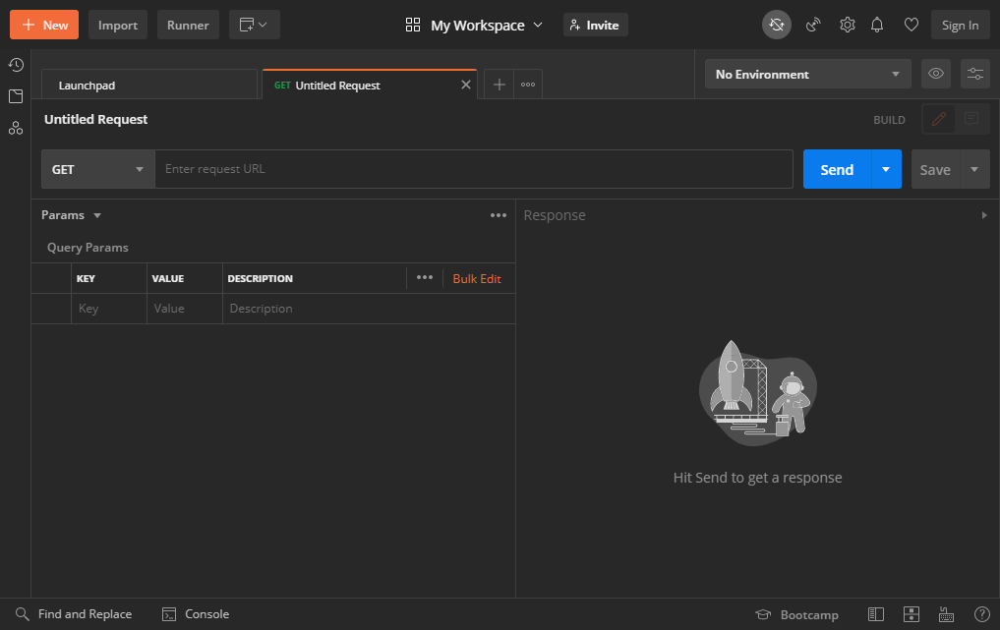 New
Import
Runner
My Workspace
Invite
Sign In
Launchpad
GET Untitled Request
No Environment
Untitled Request
BUILD
GET
Enter request URL
Send
Save
Params
Response
Query Params
KEY VALUE DESCRIPTION
Bulk Edit
Key Value Description
Hit Send to get a response
Find and Replace
Console
Bootcamp